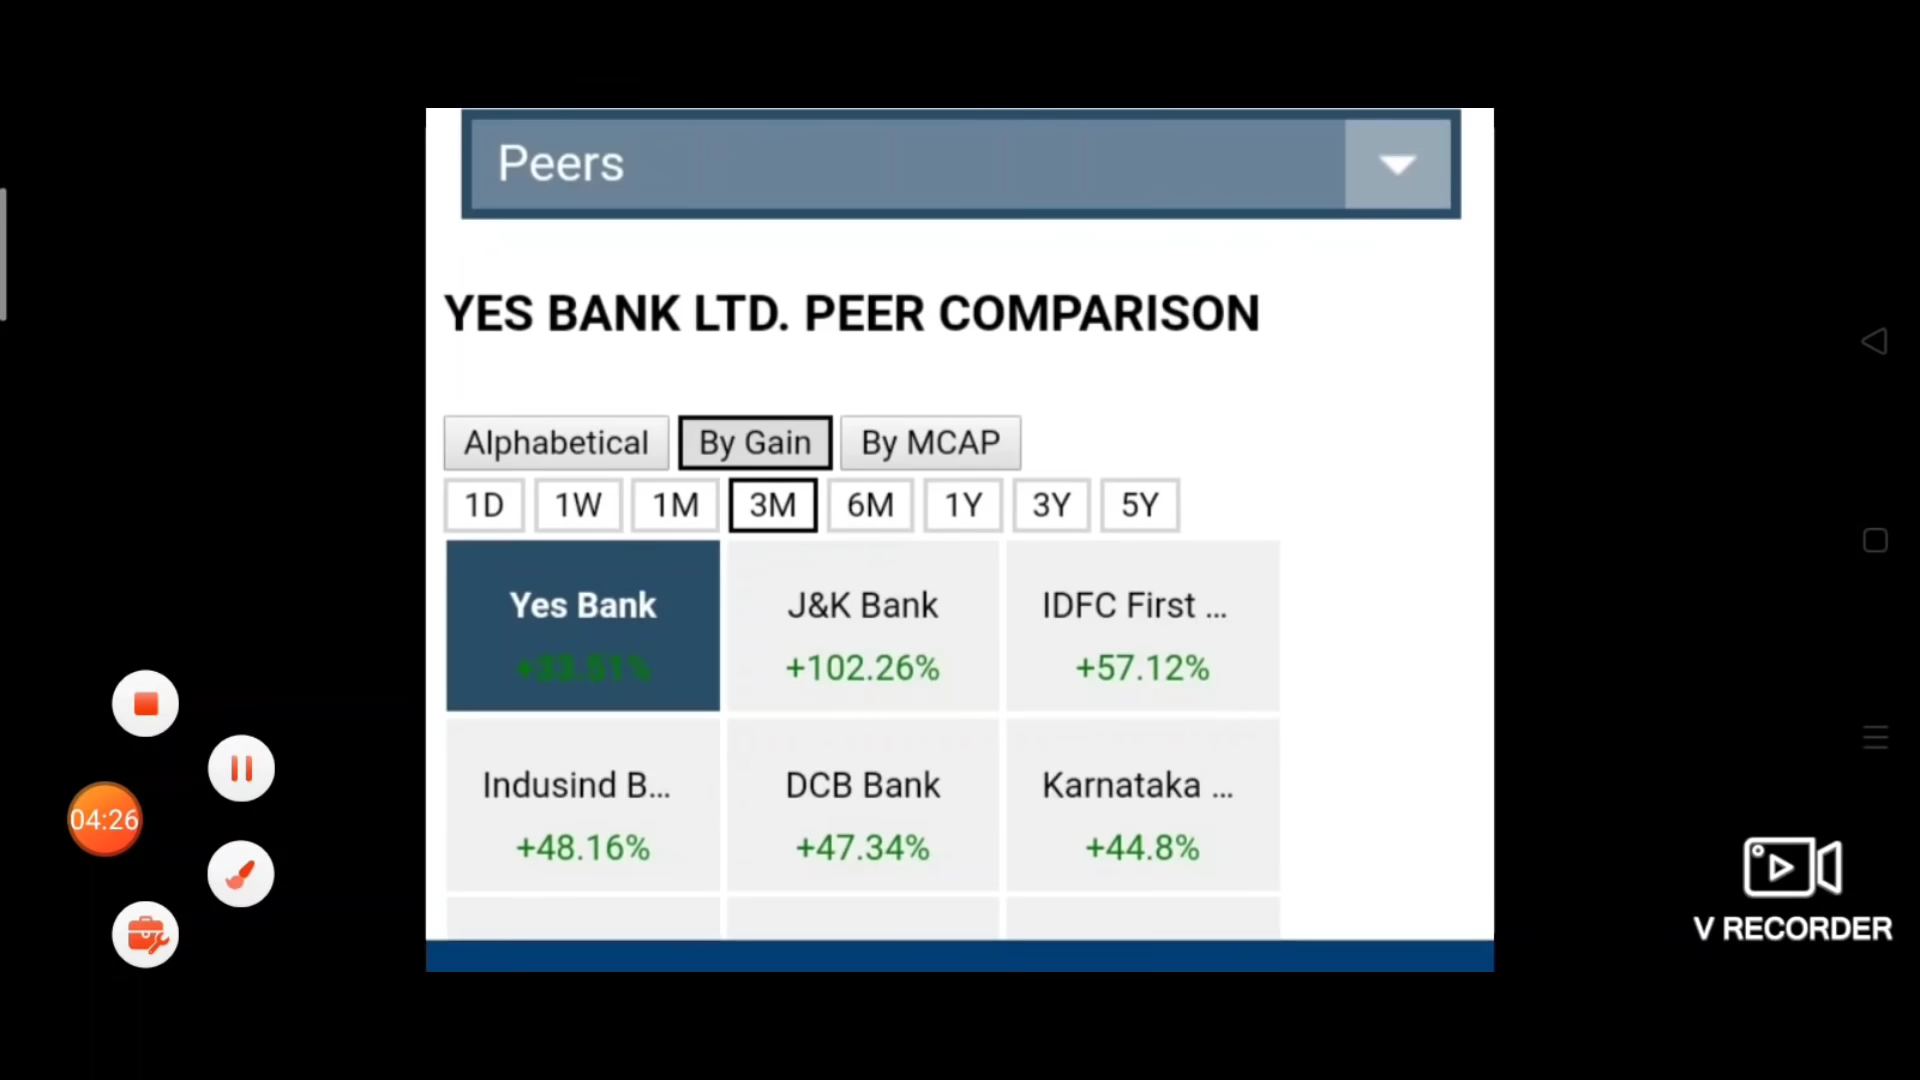 Peers
YES BANK LTD. PEER COMPARISON
Alphabetical By Gain By MCAP
1D 1W 1M 3M 6M 1Y 3Y 5Y
Yes Bank J&K Bank IDFC First ...
+33.51% +102.26% +57.12%
Indusind B... DCB Bank Karnataka ...
+48.16% +47.34% +44.8%
04:26
V RECORDER